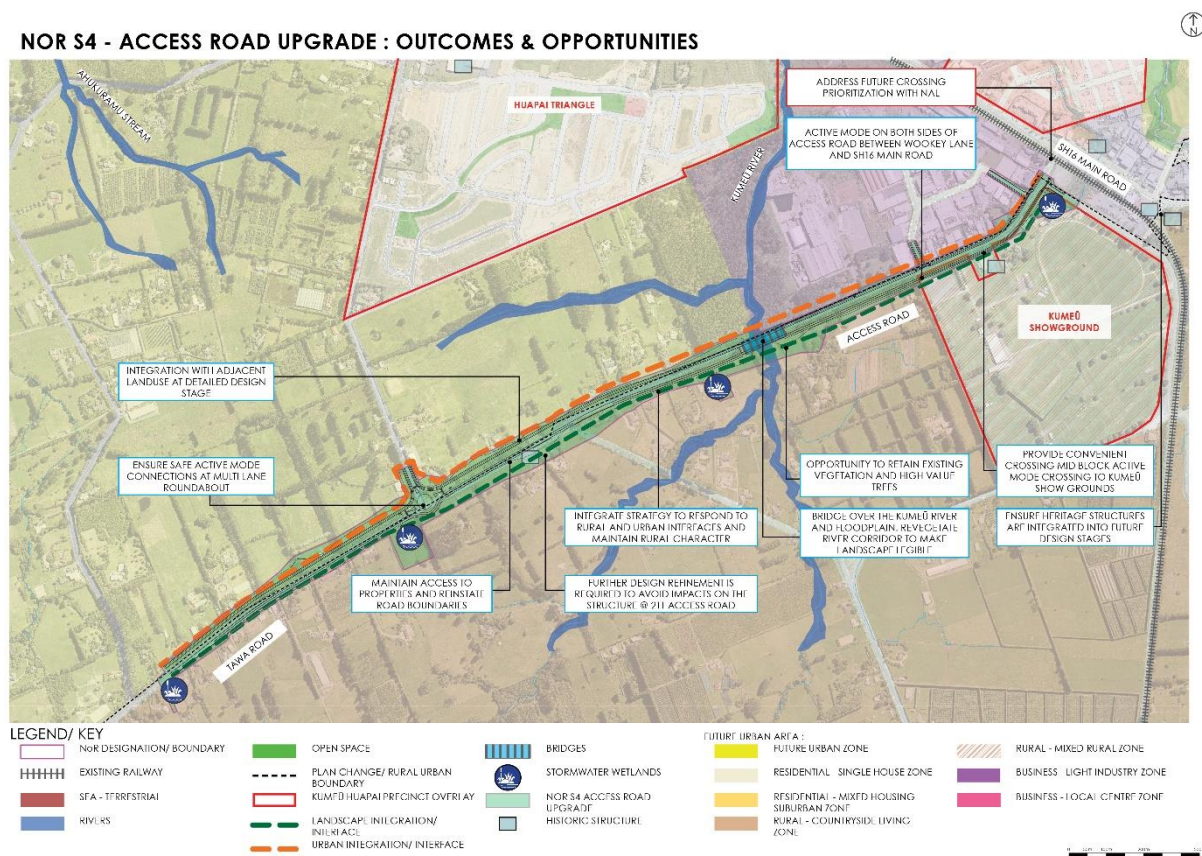 NOR S4 - ACCESS ROAD UPGRADE : OUTCOMES & OPPORTUNITIES
N
AHUKURAMU STREAM
HUAPAI TRIANGLE
KUMEŪ RIVER
ADDRESS FUTURE CROSSING
PRIORITIZATION WITH NAL
ACTIVE MODE ON BOTH SIDES OF
ACCESS ROAD BETWEEN WOOKEY LANE
AND SH16 MAIN ROAD
SH16 MAIN ROAD
KUMEŪ
SHOWGROUND
ACCESS ROAD
INTEGRATION WITH ADJACENT
LANDUSE AT DETAILED DESIGN
STAGE
ENSURE SAFE ACTIVE MODE
CONNECTIONS AT MULTI LANE
ROUNDABOUT
MAINTAIN ACCESS TO
PROPERTIES AND REINSTATE
ROAD BOUNDARIES
INTEGRATE STRATEGY TO RESPOND TO
RURAL AND URBAN INTERFACES AND
MAINTAIN RURAL CHARACTER
FURTHER DESIGN REFINEMENT IS
REQUIRED TO AVOID IMPACTS ON THE
STRUCTURE @ 211 ACCESS ROAD
OPPORTUNITY TO RETAIN EXISTING
VEGETATION AND HIGH VALUE
TREES
BRIDGE OVER THE KUMEŪ RIVER
AND FLOODPLAIN, REVEGETATE
RIVER CORRIDOR TO MAKE
LANDSCAPE LEGIBLE
PROVIDE CONVENIENT
CROSSING MID BLOCK ACTIVE
MODE CROSSING TO KUMEŪ
SHOW GROUNDS
ENSURE HERITAGE STRUCTURES
ARE INTEGRATED INTO FUTURE
DESIGN STAGES
TAWA ROAD
LEGEND/ KEY
NoR DESIGNATION/ BOUNDARY
EXISTING RAILWAY
SEA - TERRESTRIAL
RIVERS
OPEN SPACE
PLAN CHANGE/ RURAL URBAN
BOUNDARY
KUMEŪ HUAPAI PRECINCT OVERLAY
LANDSCAPE INTEGRATION/
INTERFACE
URBAN INTEGRATION/ INTERFACE
BRIDGES
STORMWATER WETLANDS
NOR S4 ACCESS ROAD
UPGRADE
HISTORIC STRUCTURE
FUTURE URBAN AREA :
FUTURE URBAN ZONE
RESIDENTIAL - SINGLE HOUSE ZONE
RESIDENTIAL - MIXED HOUSING
SUBURBAN ZONE
RURAL - COUNTRYSIDE LIVING
ZONE
RURAL - MIXED RURAL ZONE
BUSINESS - LIGHT INDUSTRY ZONE
BUSINESS - LOCAL CENTRE ZONE